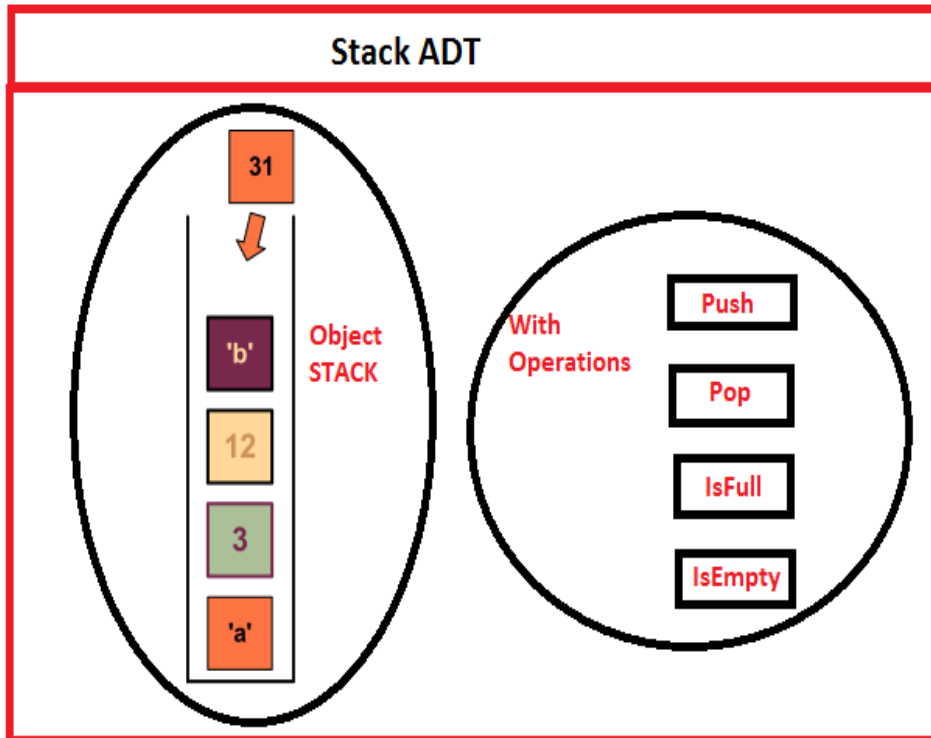 Stack ADT
31
'b'
12
3
'a'
Object
STACK
With
Operations
Push
Pop
IsFull
IsEmpty